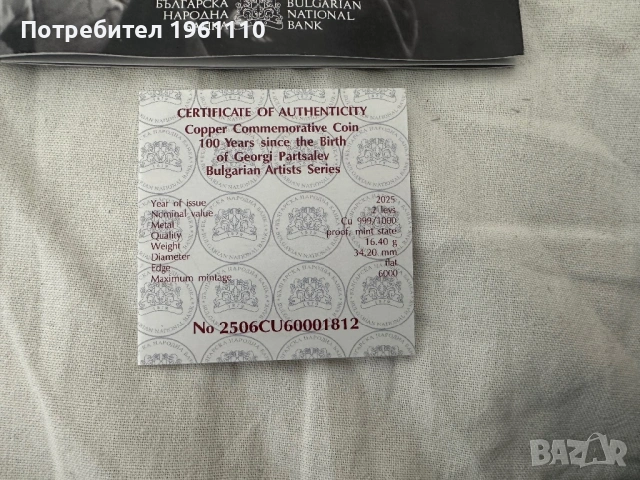 Потребител 1961110
БЪЛГАРСКА
НАРОДНА
БАНКА
BULGARIAN
NATIONAL
BANK
CERTIFICATE OF AUTHENTICITY
Copper Commemorative Coin
100 Years since the Birth
of Georgi Partsalev
Bulgarian Artists Series
Year of issue 2025
Nominal value 2 levs
Metal Cu 999/1000
Quality proof, mint state
Weight 16.40 g
Diameter 34.20 mm
Edge flat
Maximum mintage 6000
No 2506CU60001812
BAZAR